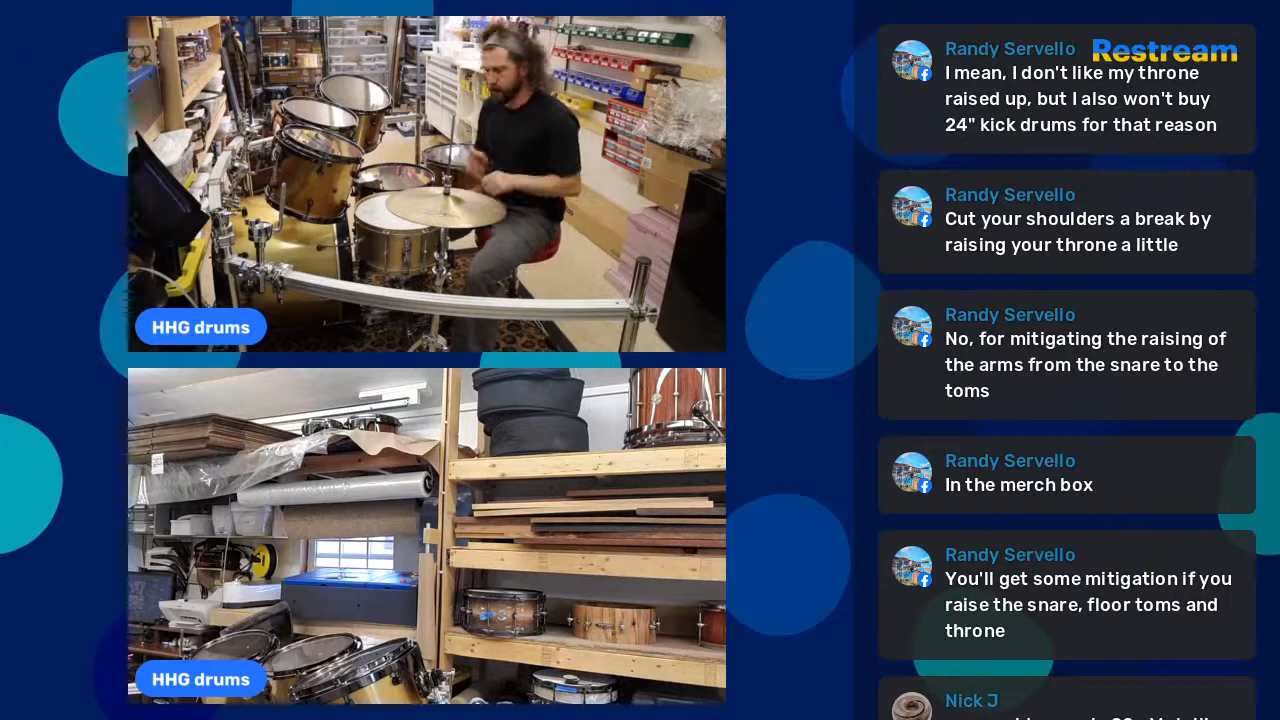 HHG drums
HHG drums
Restream
Randy Servello
I mean, I don't like my throne
raised up, but I also won't buy
24" kick drums for that reason
Randy Servello
Cut your shoulders a break by
raising your throne a little
Randy Servello
No, for mitigating the raising of
the arms from the snare to the
toms
Randy Servello
In the merch box
Randy Servello
You'll get some mitigation if you
raise the snare, floor toms and
throne
Nick J